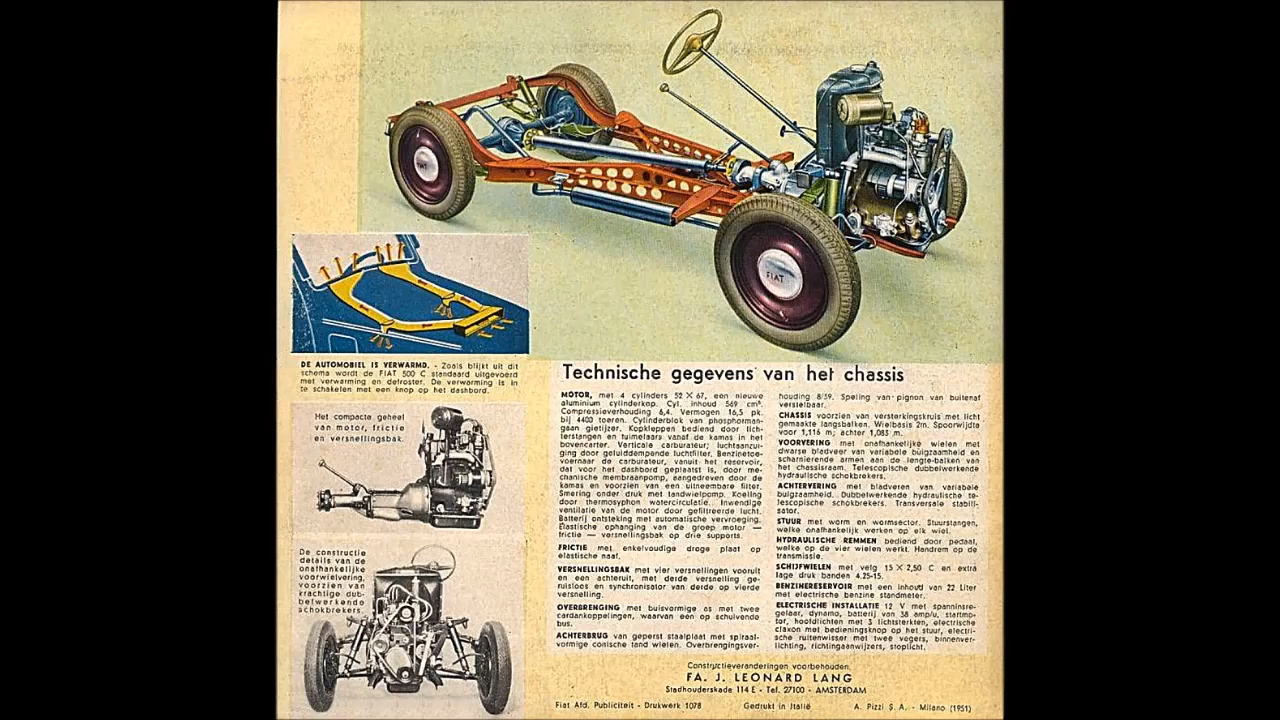 FIAT
FIAT
DE AUTOMOBIEL IS VERWARMD. - Zoals blijkt uit dit
schema wordt de FIAT 500 C standaard uitgevoerd
met verwarming en defroster. De verwarming is in
te schakelen met een knop op het dashbord.
Het compacte geheel
van motor, frictie
en versnellingsbak.
De constructie
details van de
onafhankelijke
voorwielvering,
voorzien van
krachtige dub-
belwerkende
schokbrekers.
Technische gegevens van het chassis
MOTOR, met 4 cylinders 52 X 67, een nieuwe
aluminium cylinderkop. Cyl. inhoud 569 cm³.
Compressieverhouding 6,4. Vermogen 16,5 pk.
bij 4400 toeren. Cylinderblok van phosphorman-
gaan gietijzer. Kopkleppen bediend door lich-
terstangen en tuimelaars vanaf de kamas in het
bovencarter. Verticale carburateur; luchtaanzui-
ging door geluiddempende luchtfilter. Benzinetoe-
voernaar de carburateur, vanuit het reservoir,
dat voor het dashbord geplaatst is, door me-
chanische membraanpomp, aangedreven door de
kamas en voorzien van een uitneembare filter.
Smering onder druk met tandwielpomp. Koeling
door thermosyphon watercirculatie. Inwendige
ventilatie van de motor door gefiltreerde lucht.
Batterij ontsteking met automatische vervroeging.
Elastische ophanging van de groep motor —
frictie — versnellingsbak op drie supports.
FRICTIE met enkelvoudige droge plaat op
elastische naaf.
VERSNELLINGSBAK met vier versnellingen vooruit
en een achteruit, met derde versnelling ge-
ruisloos en synchronisator van derde op vierde
versnelling.
OVERBRENGING met buisvormige as met twee
cardankoppelingen, waarvan een op schuivende
bus.
ACHTERBRUG van geperst staalplaat met spiraal-
vormige conische tand wielen. Overbrengingsver-
houding 8/39. Speling van pignon van buitenaf
verstelbaar.
CHASSIS voorzien van versterkingskruis met licht
gemaakte langsbalken. Wielbasis 2m. Spoorwijdte
voor 1,116 m; achter 1,083 m.
VOORVERING met onafhankelijke wielen met
dwarse bladveer van variabele buigzaamheid en
scharnierende armen aan de lengte-balken van
het chassisraam. Telescopische dubbelwerkende
hydraulische schokbrekers.
ACHTERVERING met bladveren van variabele
buigzaamheid. Dubbelwerkende hydraulische te-
lescopische schokbrekers. Transversale stabili-
sator.
STUUR met worm en wormsector. Stuurstangen,
welke onafhankelijk werken op elk wiel.
HYDRAULISCHE REMMEN bediend door pedaal,
welke op de vier wielen werkt. Handrem op de
transmissie.
SCHIJFWIELEN met velg 15 X 2,50 C en extra
lage druk banden 4.25-15.
BENZINERESERVOIR met een inhoud van 22 Liter
met electrische benzine standmeter.
ELECTRISCHE INSTALLATIE 12 V met spanninsre-
gelaar, dynamo, batterij van 38 amp/u, startmo-
tor, hoofdlichten met 3 lichtsterkten, electrische
claxon met bedieningsknop op het stuur, electri-
sche ruitenwisser met twee vegers, binnenver-
lichting, richtingaanwijzers, stoplicht.
Constructieveranderingen voorbehouden.
FA. J. LEONARD LANG
Stadhouderskade 114 E - Tel. 27100 - AMSTERDAM
Fiat Afd. Publiciteit - Drukwerk 1078 Gedrukt in Italië A. Pizzi S. A. - Milano (1951)